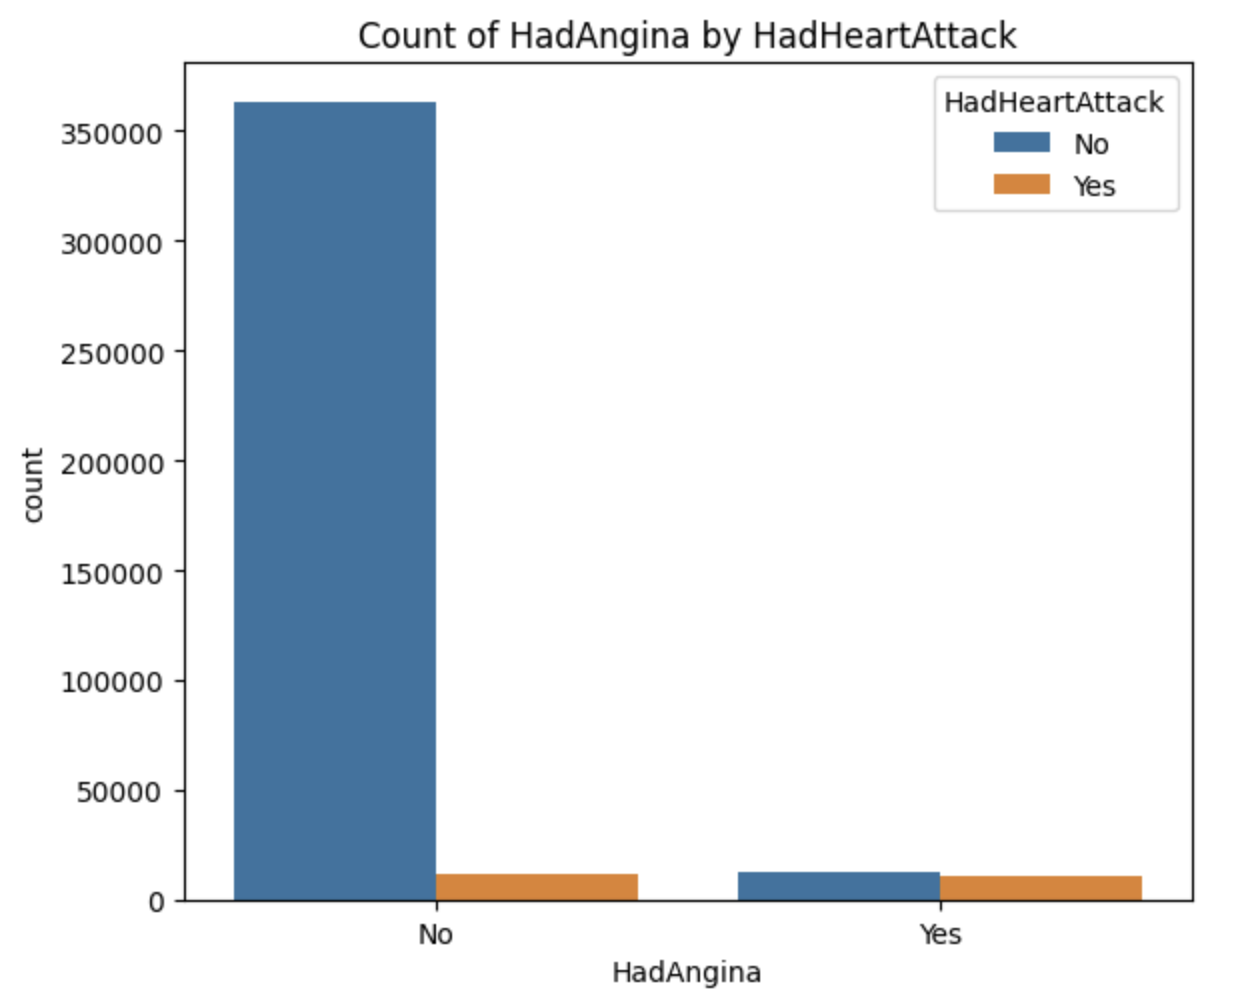 Count of HadAngina by HadHeartAttack
HadHeartAttack
No
Yes
350000
300000
250000
200000
150000
100000
50000
0
count
No Yes
HadAngina